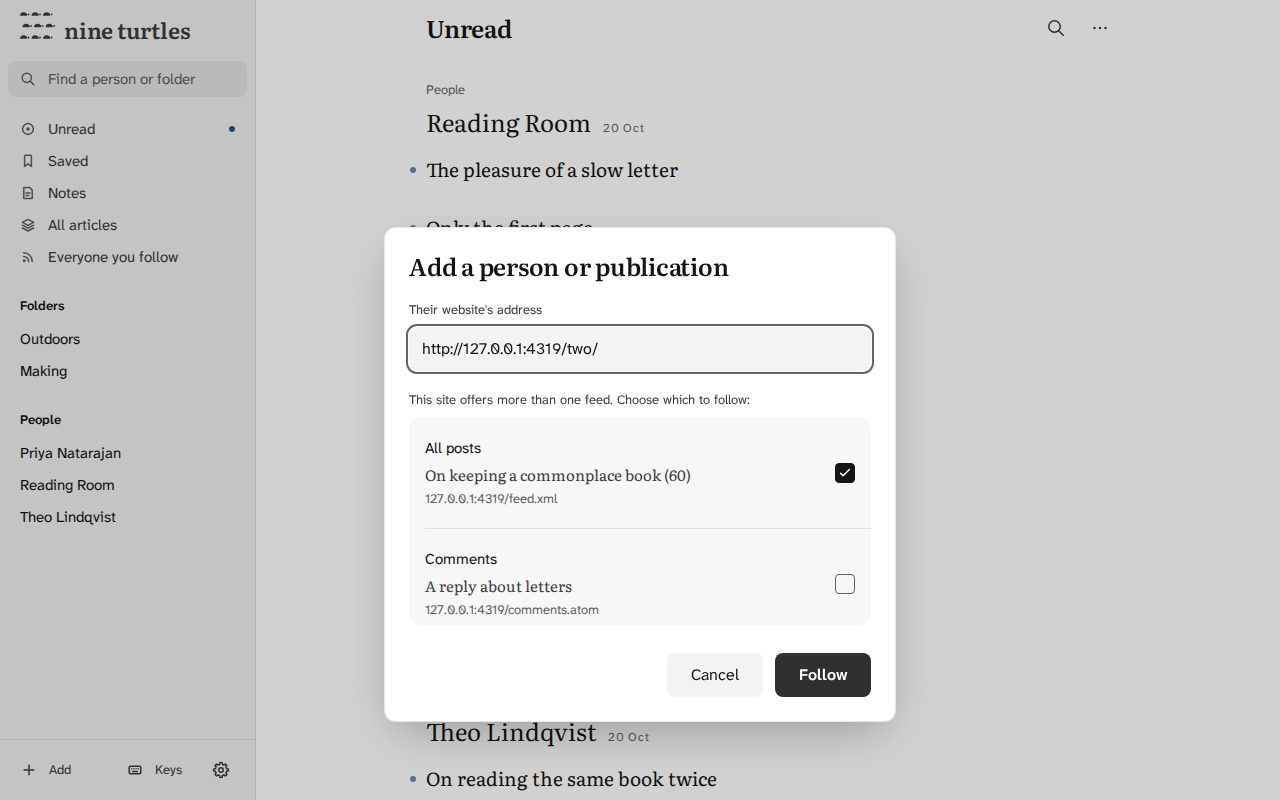 nine turtles
Find a person or folder
Unread
Saved
Notes
All articles
Everyone you follow
Folders
Outdoors
Making
People
Priya Natarajan
Reading Room
Theo Lindqvist
Add
Keys
Unread
People
Reading Room 20 Oct
The pleasure of a slow letter
Only the first page
Add a person or publication
Their website's address
http://127.0.0.1:4319/two/
This site offers more than one feed. Choose which to follow:
All posts
On keeping a commonplace book (60)
127.0.0.1:4319/feed.xml
Comments
A reply about letters
127.0.0.1:4319/comments.atom
Cancel
Follow
Theo Lindqvist 20 Oct
On reading the same book twice